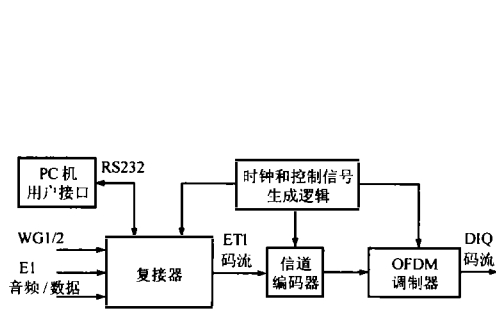 PC机
用户接口
RS232
时钟和控制信号
生成逻辑
WG1/2
E1
音频/数据
复接器
ETI
码流
信道
编码器
OFDM
调制器
DIQ
码流